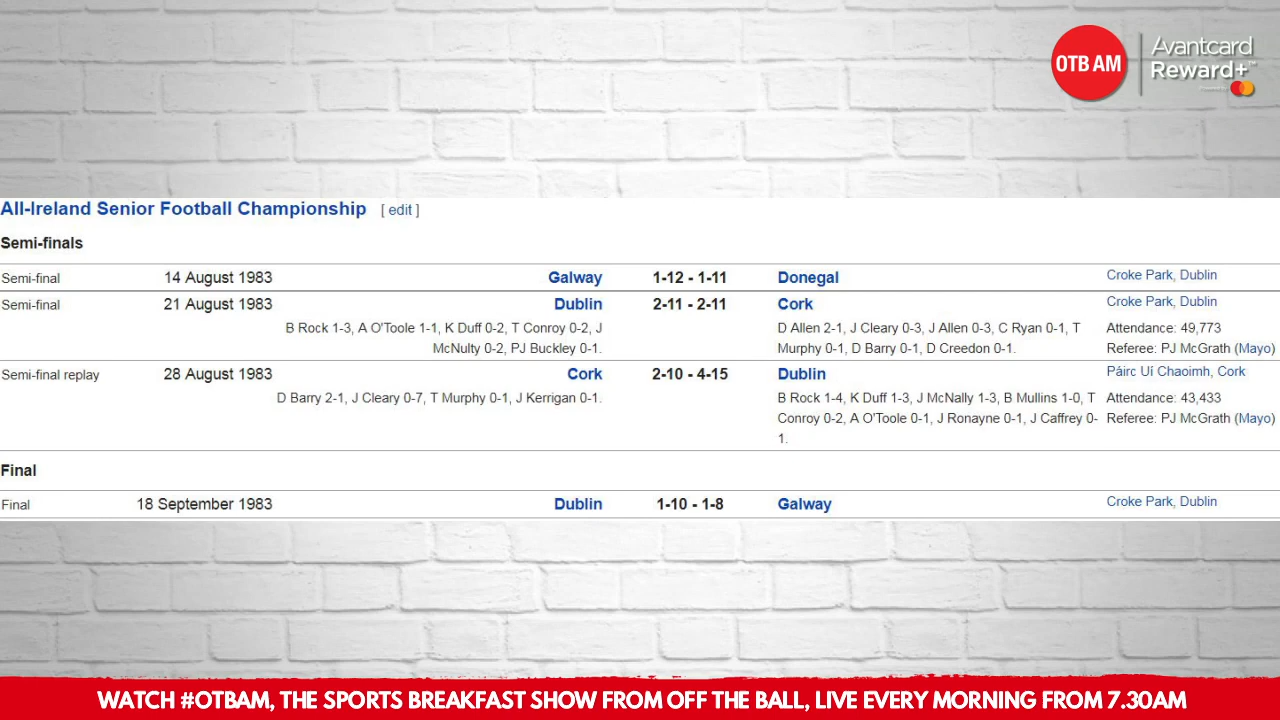 OTB AM
Avantcard
Reward+™
Powered by
All-Ireland Senior Football Championship [ edit ]
Semi-finals
Semi-final 14 August 1983 Galway 1-12 - 1-11 Donegal Croke Park, Dublin
Semi-final 21 August 1983 Dublin 2-11 - 2-11 Cork Croke Park, Dublin
B Rock 1-3, A O'Toole 1-1, K Duff 0-2, T Conroy 0-2, J D Allen 2-1, J Cleary 0-3, J Allen 0-3, C Ryan 0-1, T Attendance: 49,773
McNulty 0-2, PJ Buckley 0-1. Murphy 0-1, D Barry 0-1, D Creedon 0-1. Referee: PJ McGrath (Mayo)
Semi-final replay 28 August 1983 Cork 2-10 - 4-15 Dublin Páirc Uí Chaoimh, Cork
D Barry 2-1, J Cleary 0-7, T Murphy 0-1, J Kerrigan 0-1. B Rock 1-4, K Duff 1-3, J McNally 1-3, B Mullins 1-0, T Attendance: 43,433
Conroy 0-2, A O'Toole 0-1, J Ronayne 0-1, J Caffrey 0- Referee: PJ McGrath (Mayo)
1.
Final
Final 18 September 1983 Dublin 1-10 - 1-8 Galway Croke Park, Dublin
WATCH #OTBAM, THE SPORTS BREAKFAST SHOW FROM OFF THE BALL, LIVE EVERY MORNING FROM 7.30AM